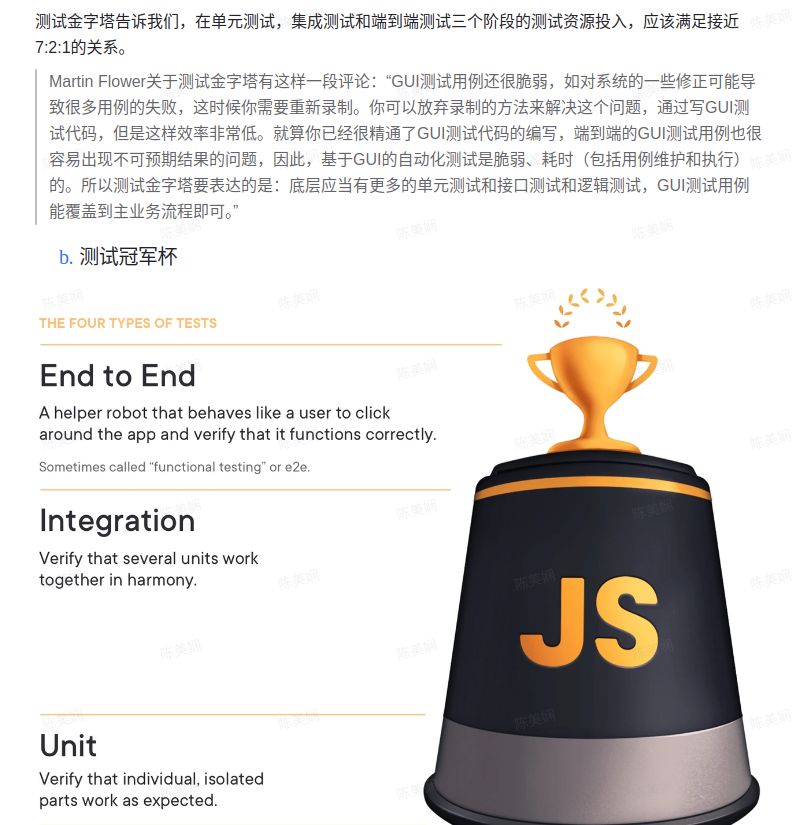 测试金字塔告诉我们，在单元测试，集成测试和端到端测试三个阶段的测试资源投入，应该满足接近
7:2:1的关系。
Martin Flower关于测试金字塔有这样一段评论：“GUI测试用例还很脆弱，如对系统的一些修正可能导
致很多用例的失败，这时候你需要重新录制。你可以放弃录制的方法来解决这个问题，通过写GUI测
试代码，但是这样效率非常低。就算你已经很精通了GUI测试代码的编写，端到端的GUI测试用例也很
容易出现不可预期结果的问题，因此，基于GUI的自动化测试是脆弱、耗时（包括用例维护和执行）
的。所以测试金字塔要表达的是：底层应当有更多的单元测试和接口测试和逻辑测试，GUI测试用例
能覆盖到主业务流程即可。”
b. 测试冠军杯
THE FOUR TYPES OF TESTS
End to End
A helper robot that behaves like a user to click
around the app and verify that it functions correctly.
Sometimes called “functional testing” or e2e.
Integration
Verify that several units work
together in harmony.
JS
Unit
Verify that individual, isolated
parts work as expected.
陈美娴